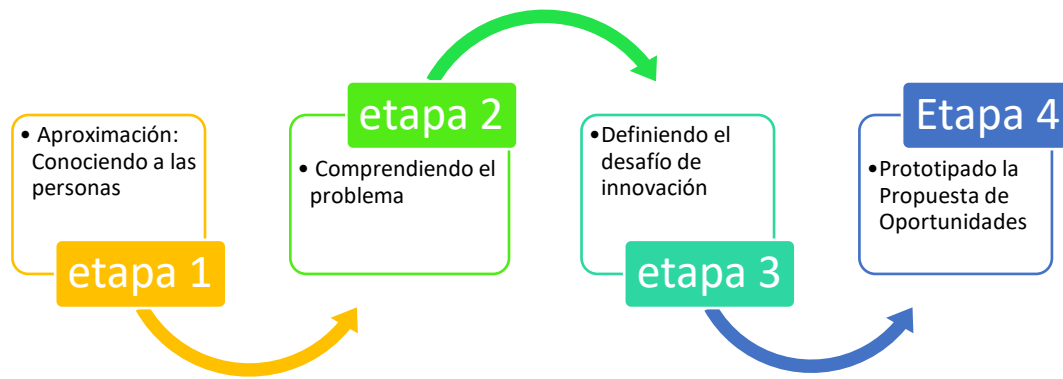 • Aproximación:
Conociendo a las
personas
etapa 1
etapa 2
• Comprendiendo el
problema
•Definiendo el
desafío de
innovación
etapa 3
Etapa 4
•Prototipado la
Propuesta de
Oportunidades